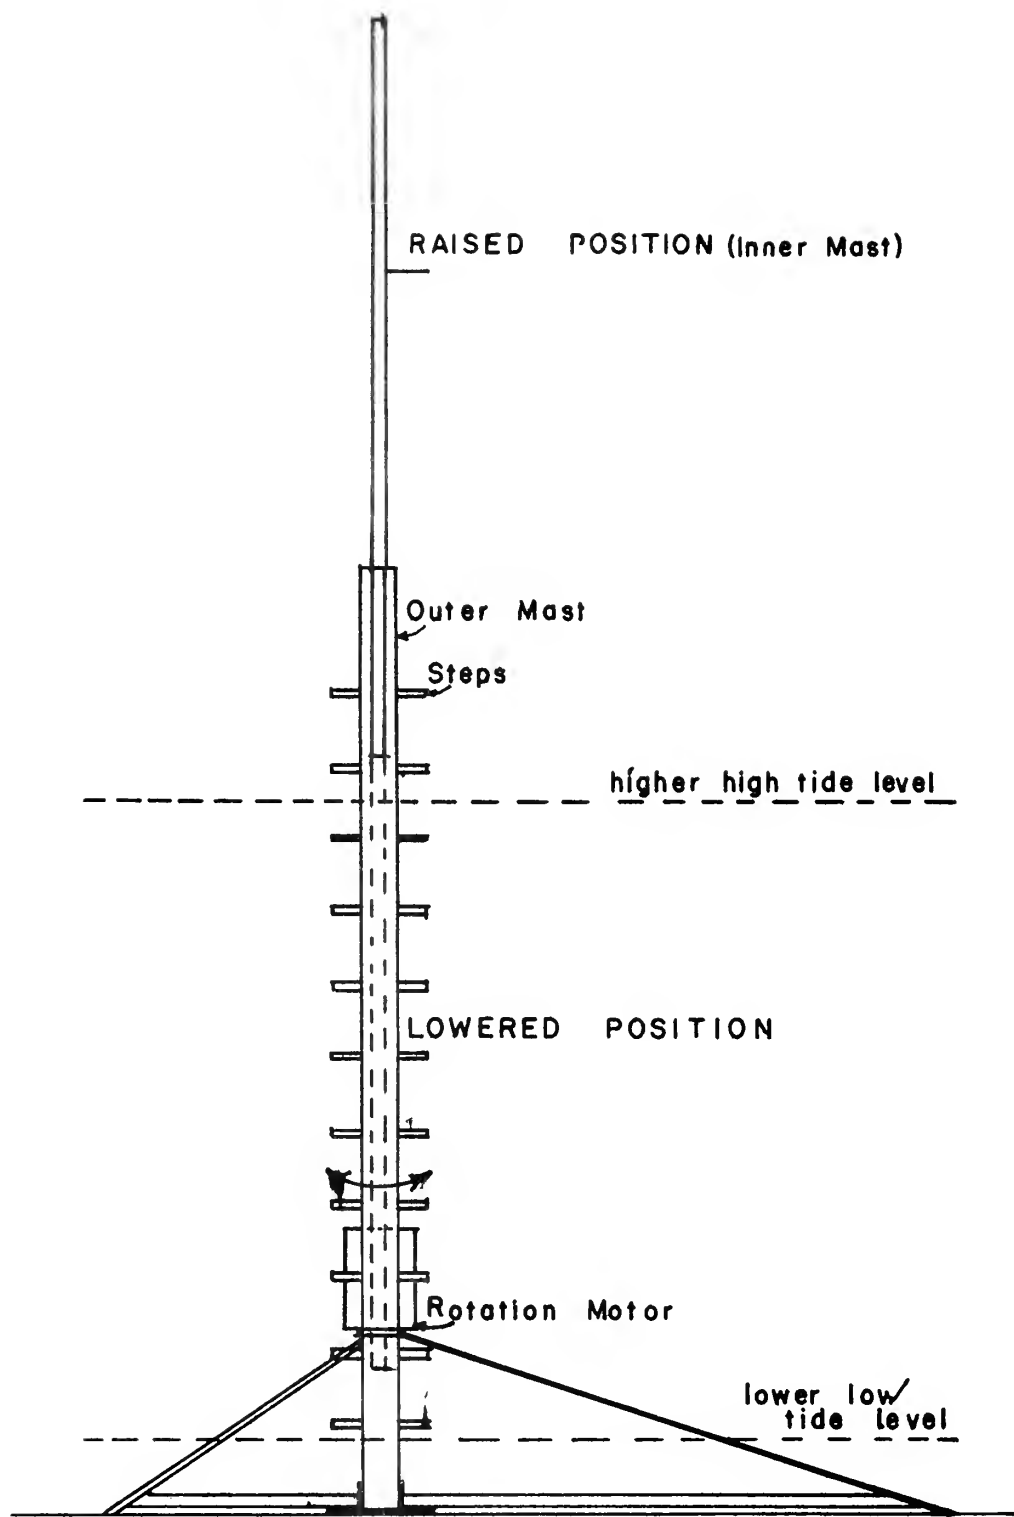 RAISED POSITION (Inner Mast)
Outer Mast
Steps
higher high tide level
LOWERED POSITION
Rotation Motor
lower low
tide level